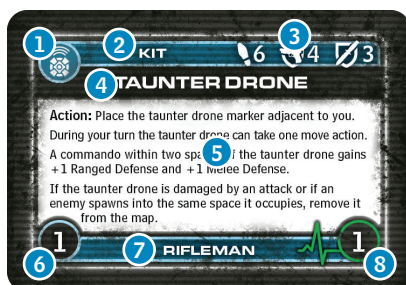 1 2 KIT 6 3 4 3
4 TAUNTER DRONE
Action: Place the taunter drone marker adjacent to you.
During your turn the taunter drone can take one move action.
A commando within two 5 the taunter drone gains
+1 Ranged Defense and +1 Melee Defense.
If the taunter drone is damaged by an attack or if an
enemy spawns into the same space it occupies, remove it
from the map.
1 7 RIFLEMAN 1
6 8